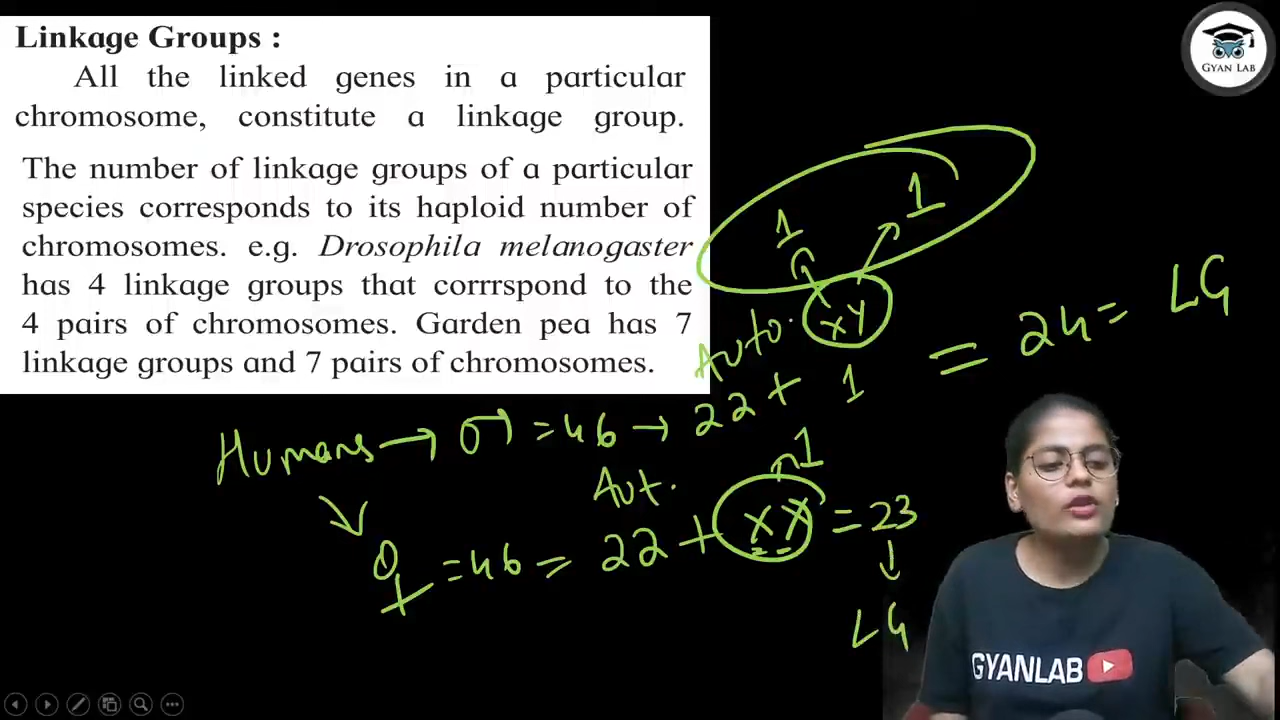 Linkage Groups :
All the linked genes in a particular
chromosome, constitute a linkage group.
The number of linkage groups of a particular
species corresponds to its haploid number of
chromosomes. e.g. Drosophila melanogaster
has 4 linkage groups that corrrspond to the
4 pairs of chromosomes. Garden pea has 7
linkage groups and 7 pairs of chromosomes.
GYAN LAB
1 1
XY
Auto.
Humans → ♂ = 46 → 22 + 1 = 24 = LG
Aut. 1
♀ = 46 = 22 + XX = 23
↓
LG
GYANLAB